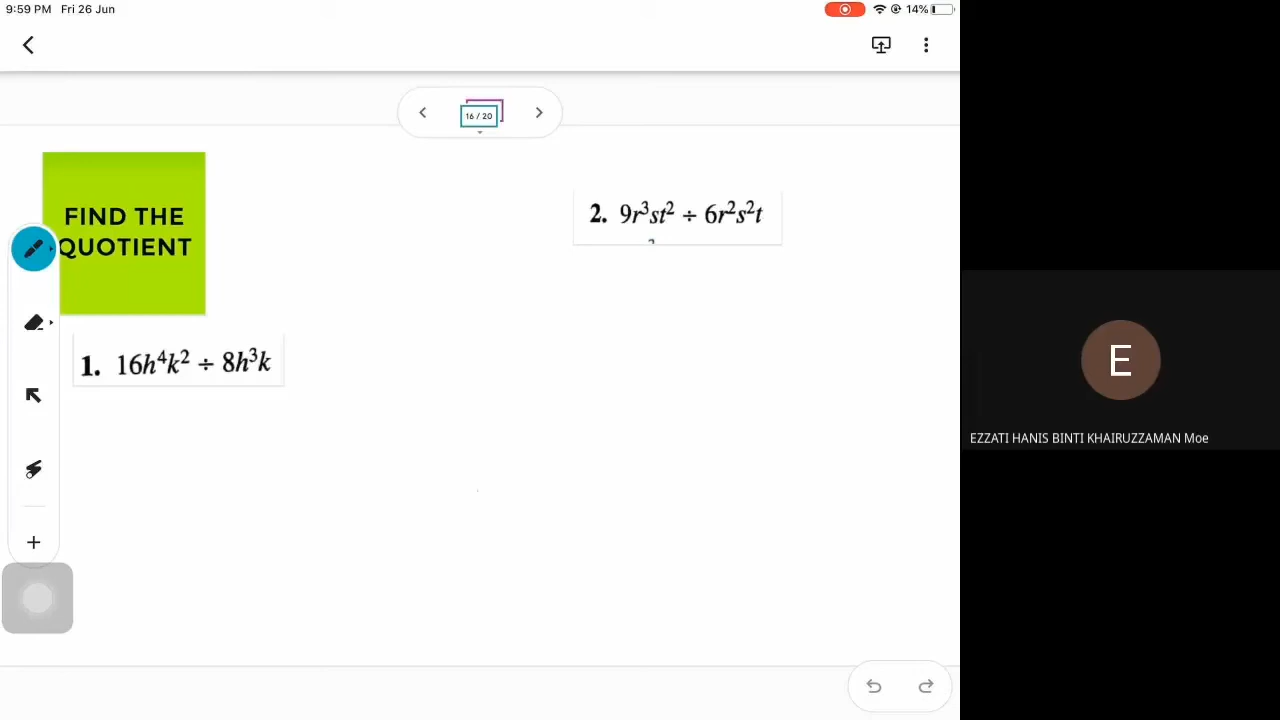 9:59 PM Fri 26 Jun
14%
16 / 20
FIND THE
QUOTIENT
1. 16h⁴k² ÷ 8h³k
2. 9r³st² ÷ 6r²s²t
E
EZZATI HANIS BINTI KHAIRUZZAMAN Moe